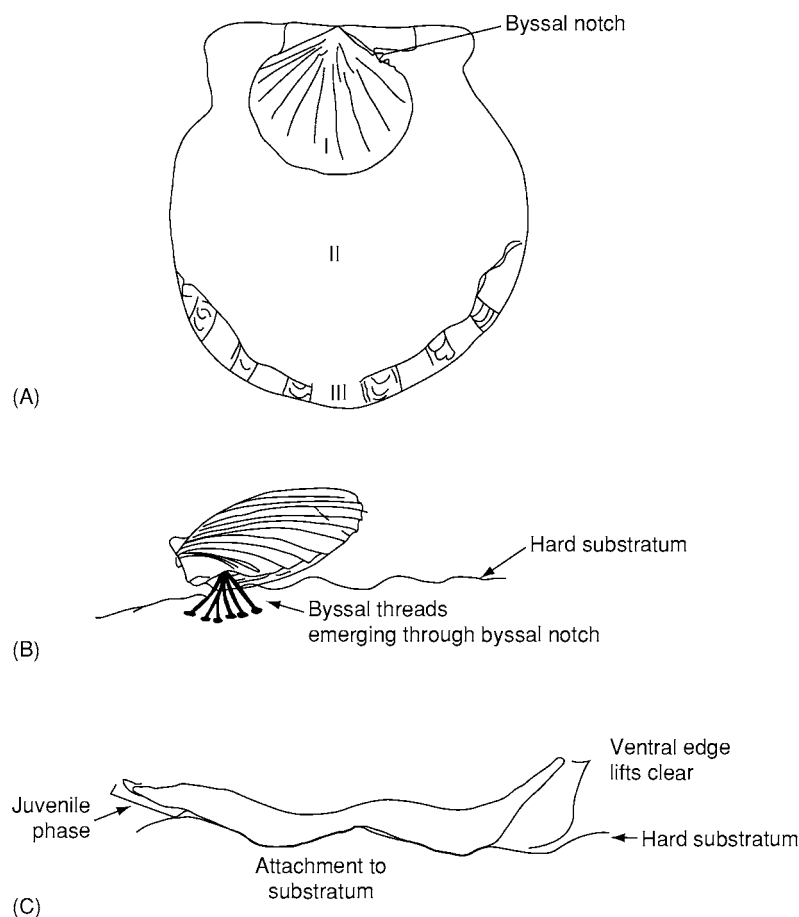 Byssal notch
I
II
III
(A)
Hard substratum
Byssal threads
emerging through byssal notch
(B)
Ventral edge
lifts clear
Juvenile
phase
Hard substratum
Attachment to
substratum
(C)